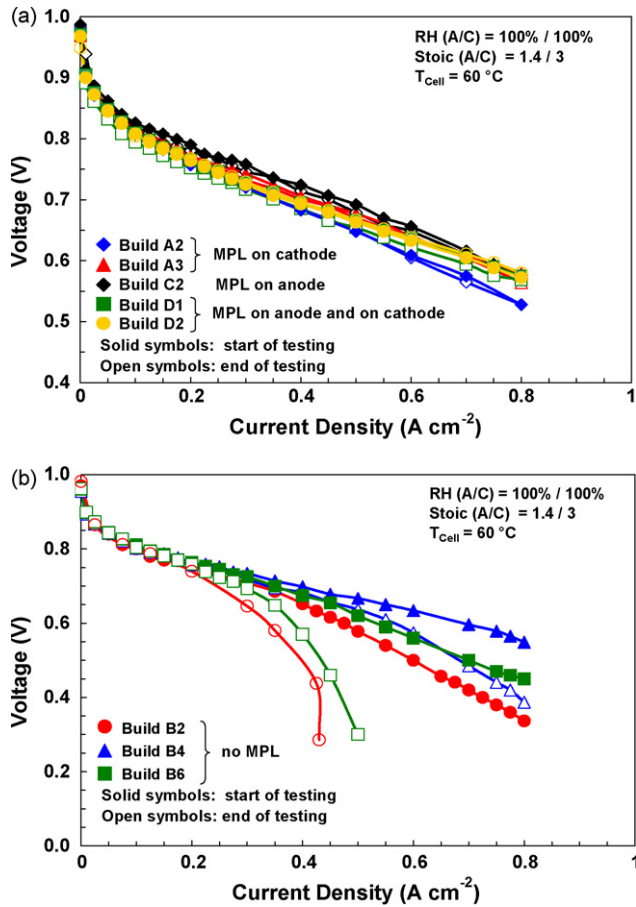 (a)
1.0
0.9
0.8
0.7
0.6
0.5
0.4
Voltage (V)
RH (A/C) = 100% / 100%
Stoic (A/C) = 1.4 / 3
T_Cell = 60 °C
Build A2
Build A3
MPL on cathode
Build C2 MPL on anode
Build D1
Build D2
MPL on anode and on cathode
Solid symbols: start of testing
Open symbols: end of testing
0 0.2 0.4 0.6 0.8 1
Current Density (A cm⁻²)
(b)
1.0
0.8
0.6
0.4
0.2
0.0
Voltage (V)
RH (A/C) = 100% / 100%
Stoic (A/C) = 1.4 / 3
T_Cell = 60 °C
Build B2
Build B4
Build B6
no MPL
Solid symbols: start of testing
Open symbols: end of testing
0 0.2 0.4 0.6 0.8 1
Current Density (A cm⁻²)